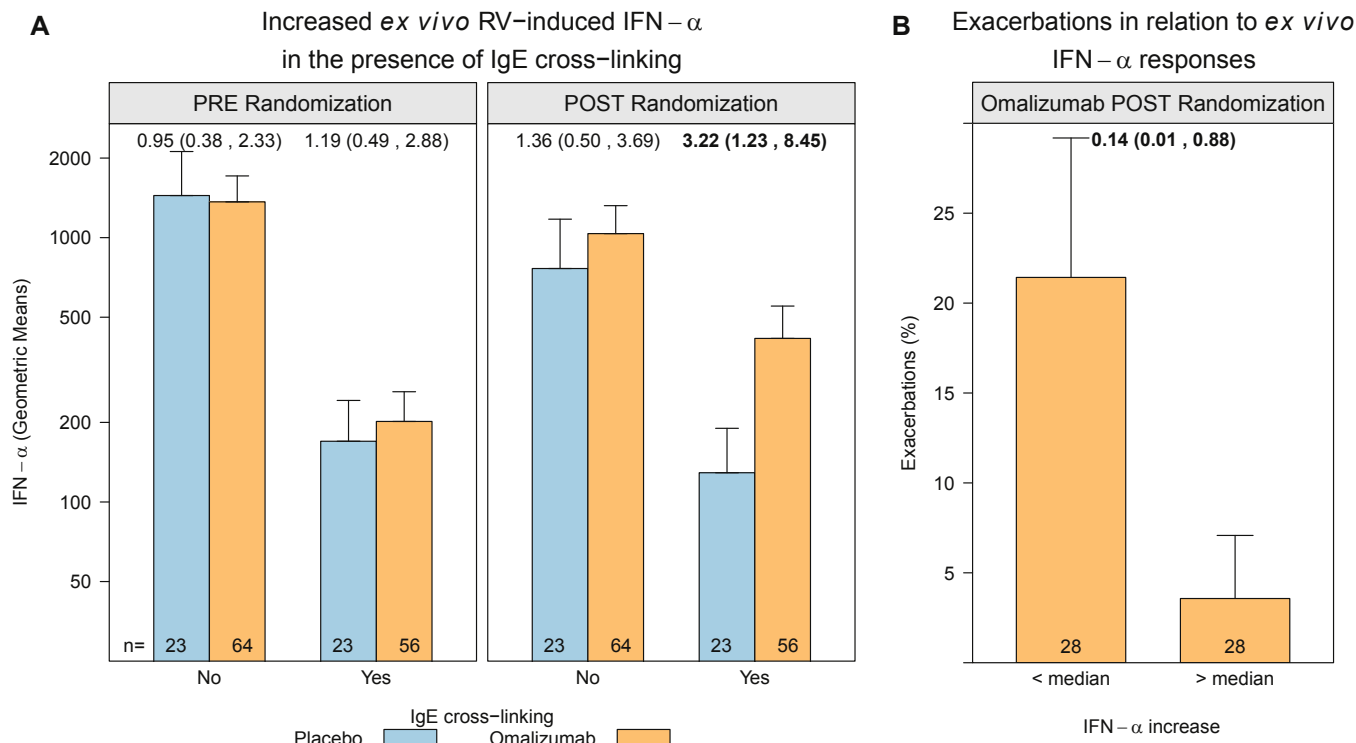 A
Increased ex vivo RV−induced IFN − α
in the presence of IgE cross−linking
PRE Randomization
POST Randomization
0.95 (0.38 , 2.33)
1.19 (0.49 , 2.88)
1.36 (0.50 , 3.69)
3.22 (1.23 , 8.45)
IFN − α (Geometric Means)
2000
1000
500
200
100
50
n=
23
64
23
56
23
64
23
56
No
Yes
No
Yes
IgE cross−linking
Placebo
Omalizumab
B
Exacerbations in relation to ex vivo
IFN − α responses
Omalizumab POST Randomization
0.14 (0.01 , 0.88)
Exacerbations (%)
25
20
15
10
5
28
28
< median
> median
IFN − α increase